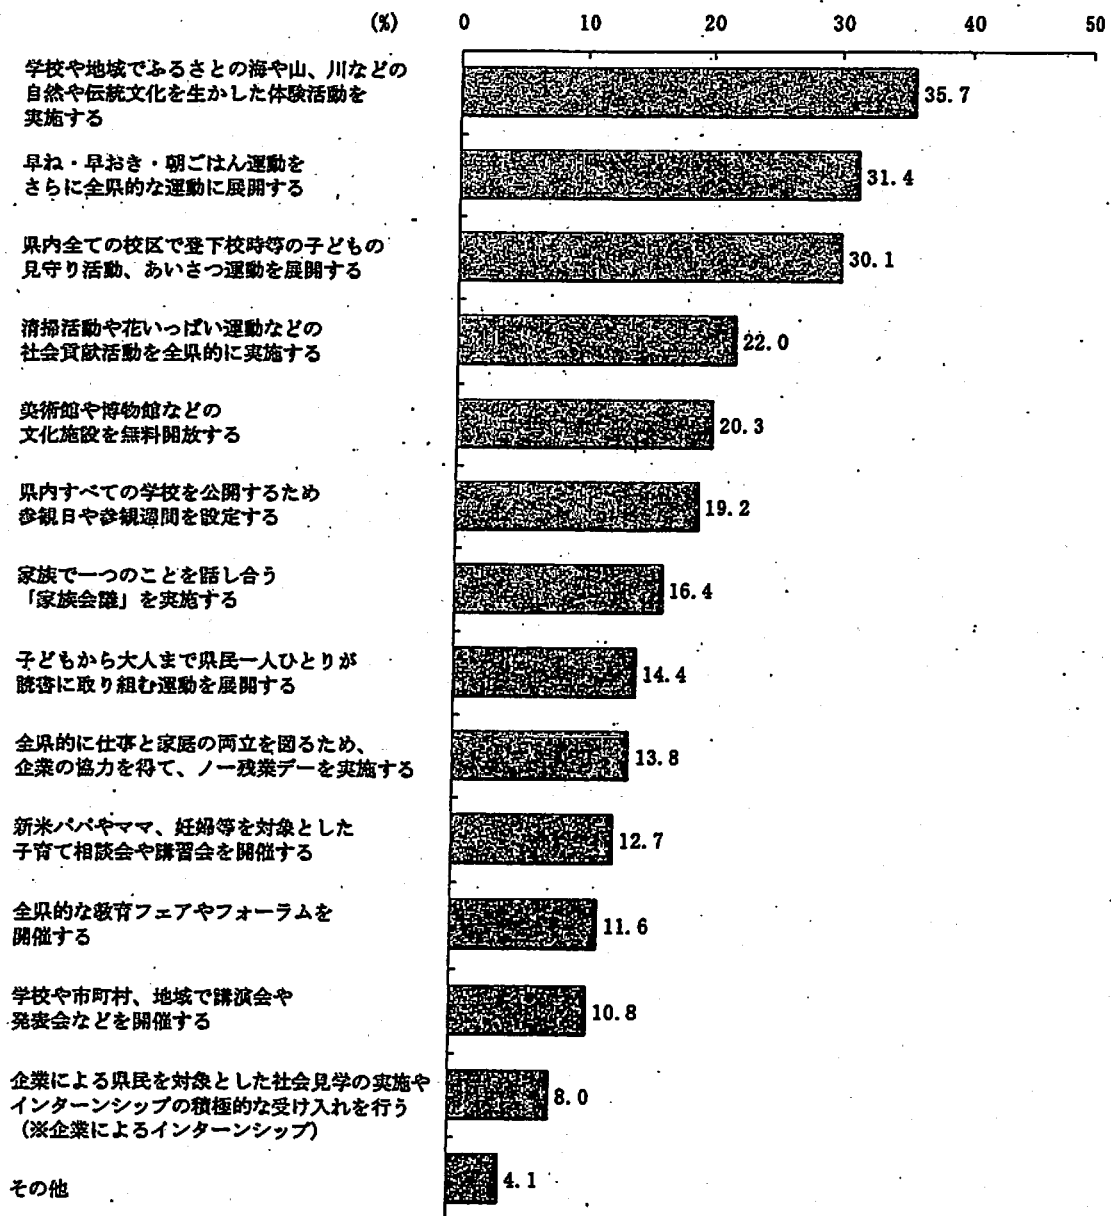 (%) 0 10 20 30 40 50
学校や地域でふるさとの海や山、川などの
自然や伝統文化を生かした体験活動を
実施する
35.7
早ね・早おき・朝ごはん運動を
さらに全県的な運動に展開する
31.4
県内全ての校区で登下校時等の子どもの
見守り活動、あいさつ運動を展開する
30.1
清掃活動や花いっぱい運動などの
社会貢献活動を全県的に実施する
22.0
美術館や博物館などの
文化施設を無料開放する
20.3
県内すべての学校を公開するため
参観日や参観週間を設定する
19.2
家族で一つのことを話し合う
「家族会議」を実施する
16.4
子どもから大人まで県民一人ひとりが
読書に取り組む運動を展開する
14.4
全県的に仕事と家庭の両立を図るため、
企業の協力を得て、ノー残業デーを実施する
13.8
新米パパやママ、妊婦等を対象とした
子育て相談会や講習会を開催する
12.7
全県的な教育フェアやフォーラムを
開催する
11.6
学校や市町村、地域で講演会や
発表会などを開催する
10.8
企業による県民を対象とした社会見学の実施や
インターンシップの積極的な受け入れを行う
(※企業によるインターンシップ)
8.0
その他
4.1